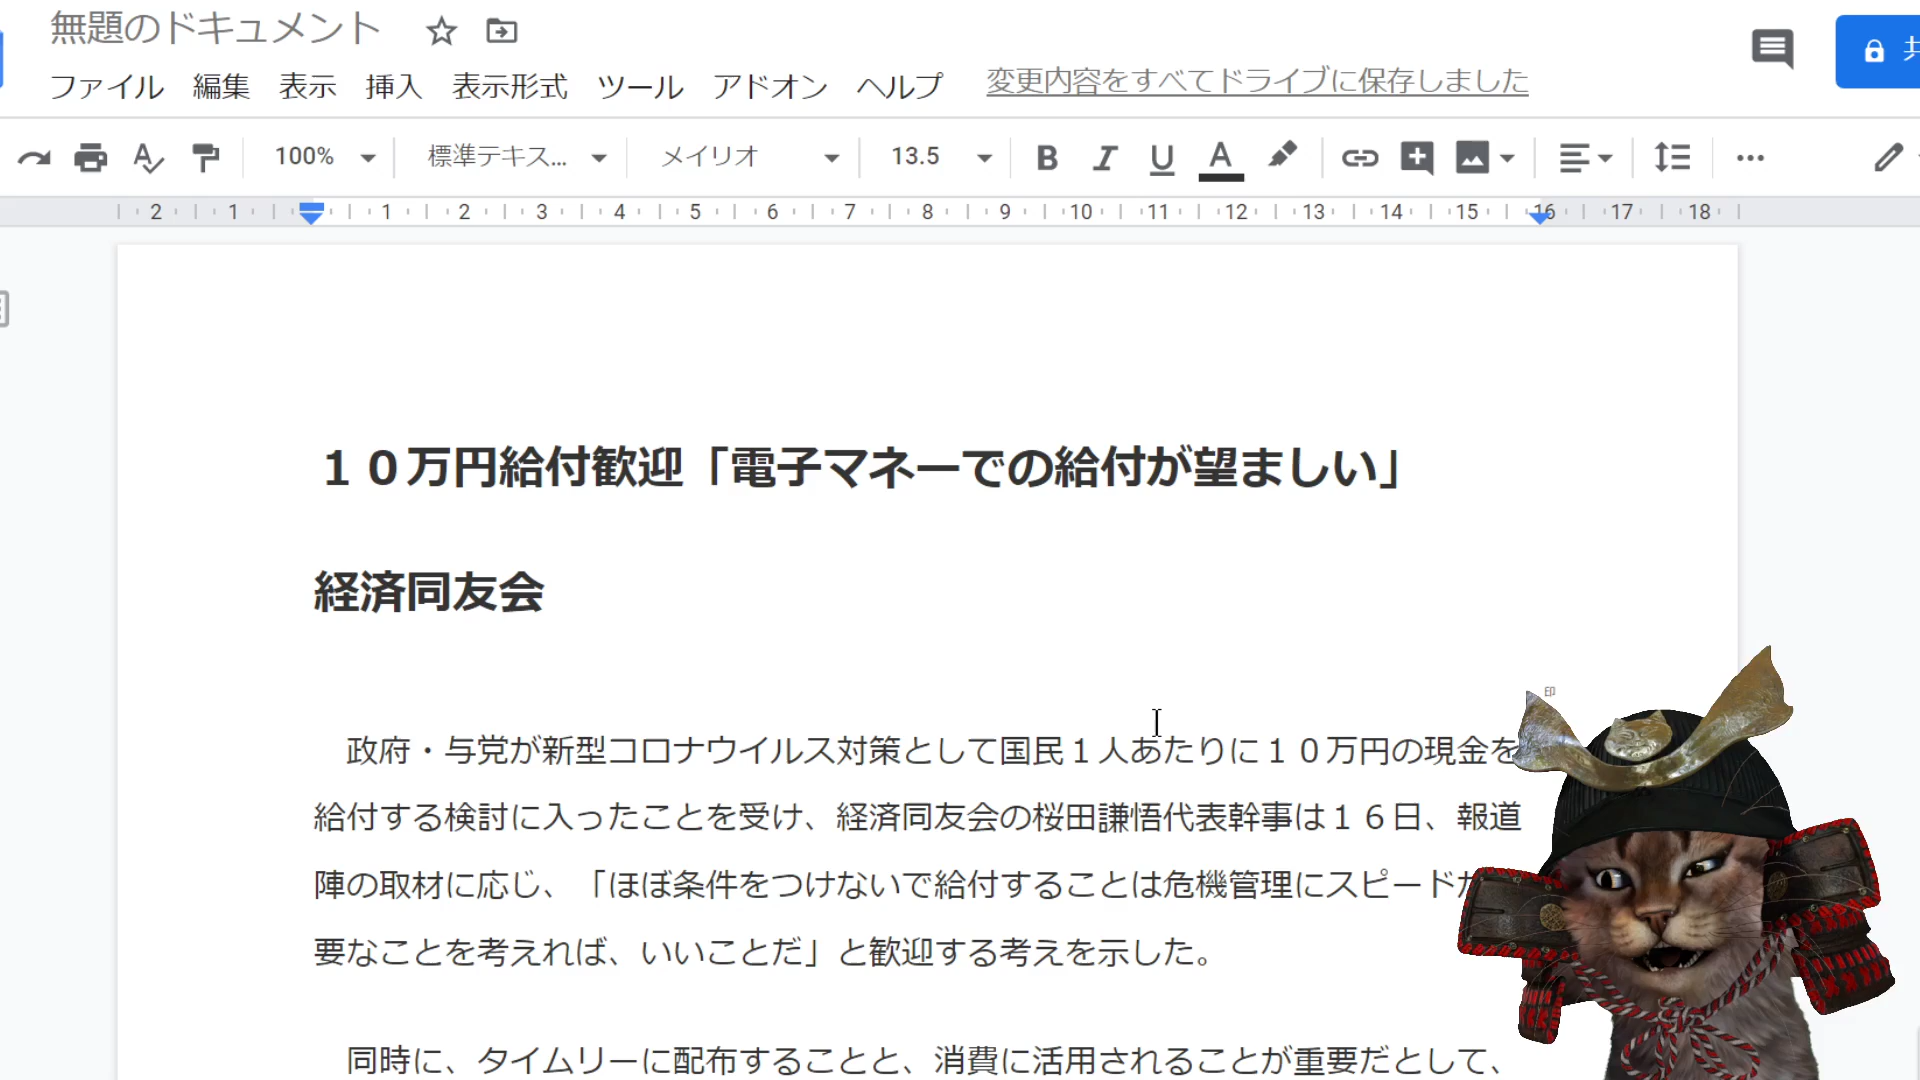 無題のドキュメント
ファイル 編集 表示 挿入 表示形式 ツール アドオン ヘルプ 変更内容をすべてドライブに保存しました
100% 標準テキス... メイリオ 13.5 B I U A
2 1 1 2 3 4 5 6 7 8 9 10 11 12 13 14 15 16 17 18
１０万円給付歓迎「電子マネーでの給付が望ましい」
経済同友会
印
政府・与党が新型コロナウイルス対策として国民１人あたりに１０万円の現金を
給付する検討に入ったことを受け、経済同友会の桜田謙悟代表幹事は１６日、報道
陣の取材に応じ、「ほぼ条件をつけないで給付することは危機管理にスピード
要なことを考えれば、いいことだ」と歓迎する考えを示した。
同時に、タイムリーに配布することと、消費に活用されることが重要だとして、